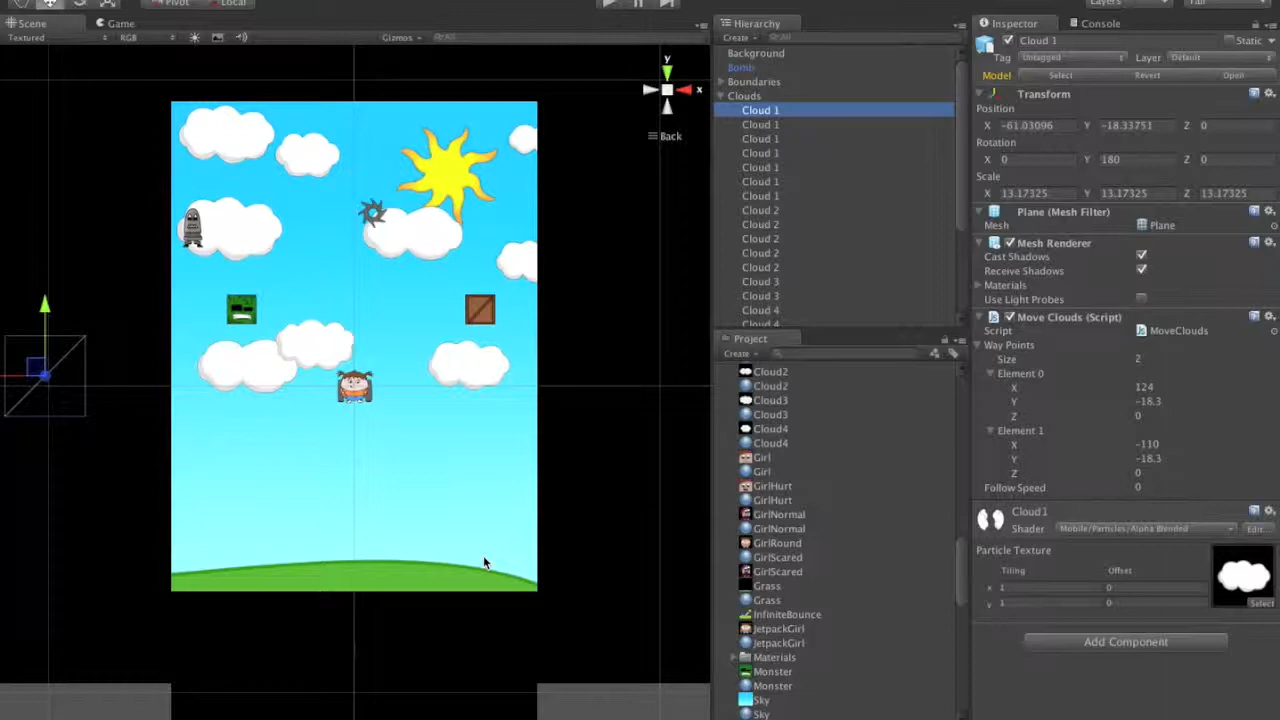 Pivot Local Layers
Scene Game
Textured RGB Gizmos All
y
x
Back
Hierarchy
Create All
Background
Bomb
Boundaries
Clouds
Cloud 1
Cloud 1
Cloud 1
Cloud 1
Cloud 1
Cloud 1
Cloud 1
Cloud 2
Cloud 2
Cloud 2
Cloud 2
Cloud 2
Cloud 3
Cloud 3
Cloud 4
Cloud 4
Project
Create
Cloud2
Cloud2
Cloud3
Cloud3
Cloud4
Cloud4
Girl
Girl
GirlHurt
GirlHurt
GirlNormal
GirlNormal
GirlRound
GirlScared
GirlScared
Grass
Grass
InfiniteBounce
JetpackGirl
JetpackGirl
Materials
Monster
Monster
Sky
Sky
Inspector Console
Cloud 1 Static
Tag Untagged Layer Default
Model Select Revert Open
Transform
Position
X -61.03096 Y -18.33751 Z 0
Rotation
X 0 Y 180 Z 0
Scale
X 13.17325 Y 13.17325 Z 13.17325
Plane (Mesh Filter)
Mesh Plane
Mesh Renderer
Cast Shadows
Receive Shadows
Materials
Use Light Probes
Move Clouds (Script)
Script MoveClouds
Way Points
Size 2
Element 0
X 124
Y -18.3
Z 0
Element 1
X -110
Y -18.3
Z 0
Follow Speed 0
Cloud1
Shader Mobile/Particles/Alpha Blended Edit...
Particle Texture
Tiling Offset
x 1 0
y 1 0
Select
Add Component